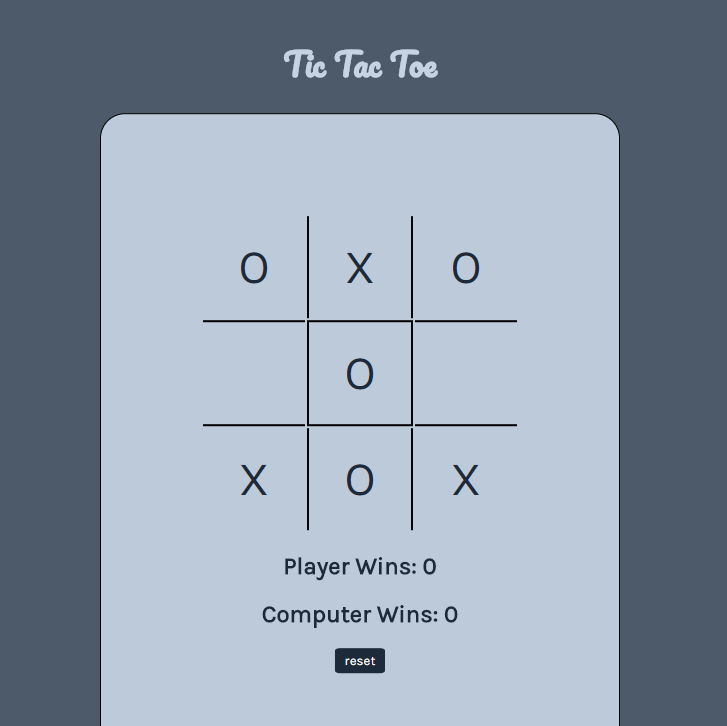 Tic Tac Toe
O X O
O
X O X
Player Wins: 0
Computer Wins: 0
reset